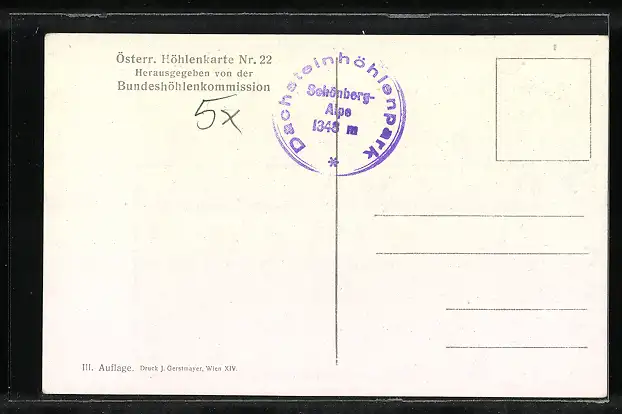 Österr. Höhlenkarte Nr. 22
Herausgegeben von der
Bundeshöhlenkommission
5x
Dachsteinhöhlenpark
Schönberg-
Alpe
1348 m
*
III. Auflage. Druck J. Gerstmayer, Wien XIV.